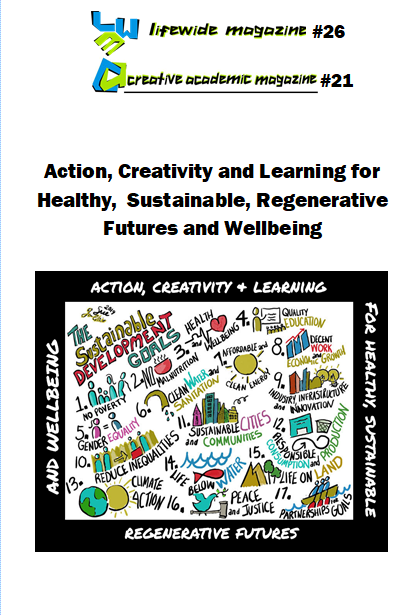 LWE lifewide magazine #26
creative academic magazine #21
Action, Creativity and Learning for
Healthy, Sustainable, Regenerative
Futures and Wellbeing
ACTION, CREATIVITY + LEARNING
FOR HEALTHY, SUSTAINABLE
AND WELLBEING
REGENERATIVE FUTURES
THE
Sustainable
DEVELOPMENT
GOALS
1. NO POVERTY
2. NO MALNUTRITION
3. HEALTH
and WELLBEING
4. QUALITY
EDUCATION
5. GENDER EQUALITY
6. CLEAN WATER and
SANITATION
7. AFFORDABLE and
CLEAN ENERGY
8. DECENT
WORK
and
ECONOMIC GROWTH
9. INDUSTRY, INFRASTRUCTURE
and INNOVATION
10. REDUCE INEQUALITIES
11. SUSTAINABLE CITIES
and COMMUNITIES
12. RESPONSIBLE
CONSUMPTION and PRODUCTION
13. CLIMATE
ACTION
14. LIFE
BELOW WATER
15. LIFE on LAND
16. PEACE
and JUSTICE
17. PARTNERSHIPS FOR GOALS